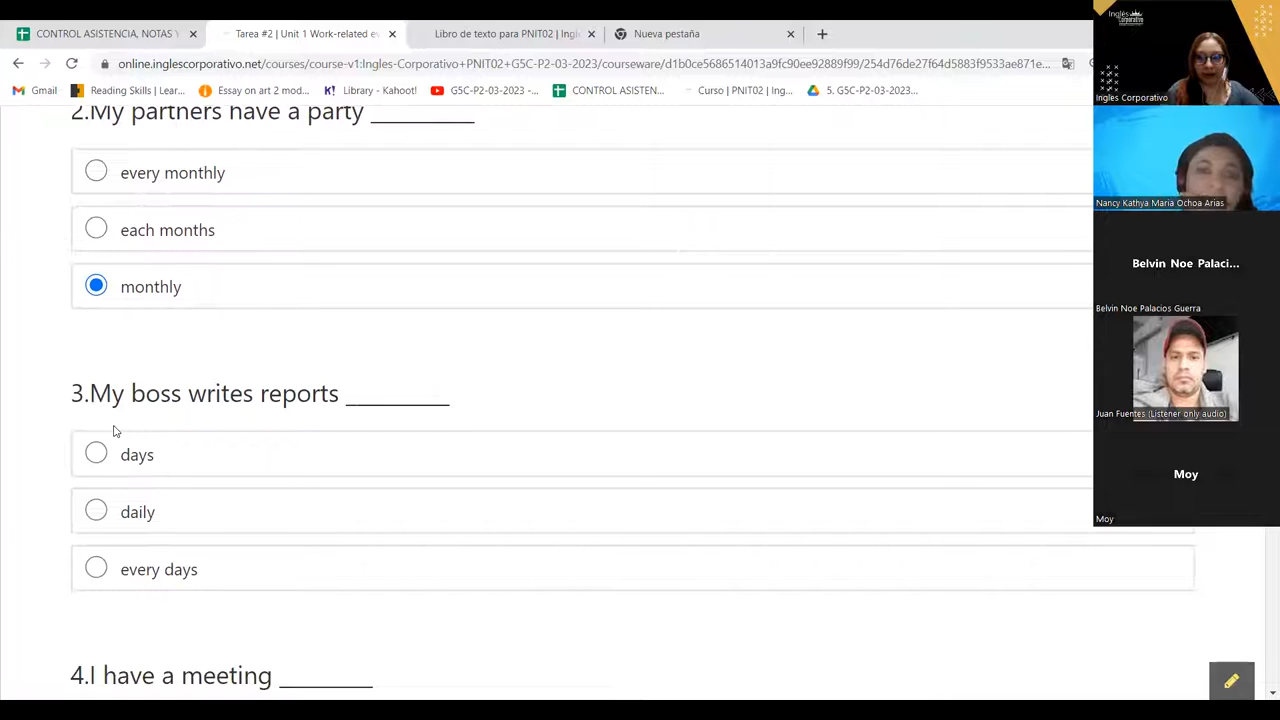 CONTROL ASISTENCIA, NOTAS Y
Tarea #2 | Unit 1 Work-related e
Libro de texto para PNIT02 | Ingl
Nueva pestaña
online.inglescorporativo.net/courses/course-v1:Ingles-Corporativo+PNIT02+G5C-P2-03-2023/courseware/d1b0ce5686514013a9fc90ee92889f99/254d76de27f64d5883f9533ae871e...
Gmail
Reading Skills | Lear...
Essay on art 2 mod...
Library - Kahoot!
G5C-P2-03-2023 -...
CONTROL ASISTEN...
Curso | PNIT02 | Ing...
5. G5C-P2-03-2023...
2.My partners have a party __________
every monthly
each months
monthly
3.My boss writes reports __________
days
daily
every days
4.I have a meeting _________
Inglés
Corporativo
Ingles Corporativo
Nancy Kathya Maria Ochoa Arias
Belvin Noe Palaci...
Belvin Noe Palacios Guerra
Juan Fuentes (Listener only audio)
Moy
Moy